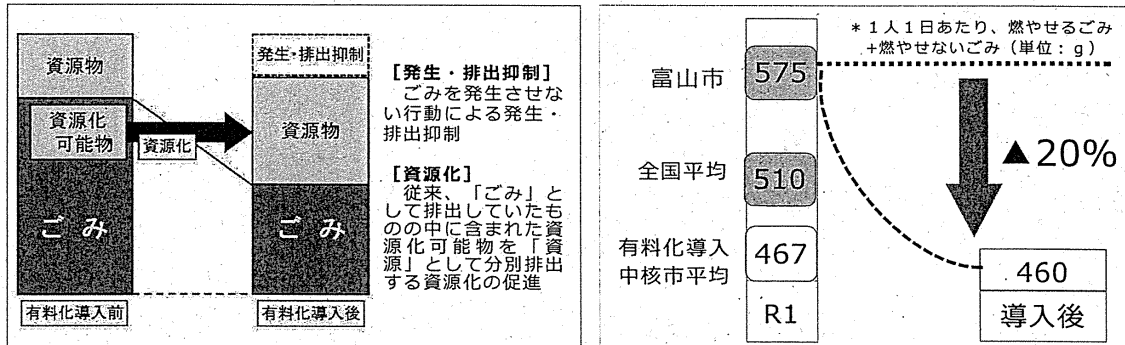 資源物
資源化
可能物
資源化
ごみ
有料化導入前
発生・排出抑制
資源物
ごみ
有料化導入後
[発生・排出抑制]
ごみを発生させな
い行動による発生・
排出抑制
[資源化]
従来、「ごみ」と
して排出していたも
のの中に含まれた資
源化可能物を「資
源」として分別排出
する資源化の促進
*1人1日あたり、燃やせるごみ
+燃やせないごみ(単位:g)
富山市
575
全国平均
510
有料化導入
中核市平均
467
R1
▲20%
460
導入後